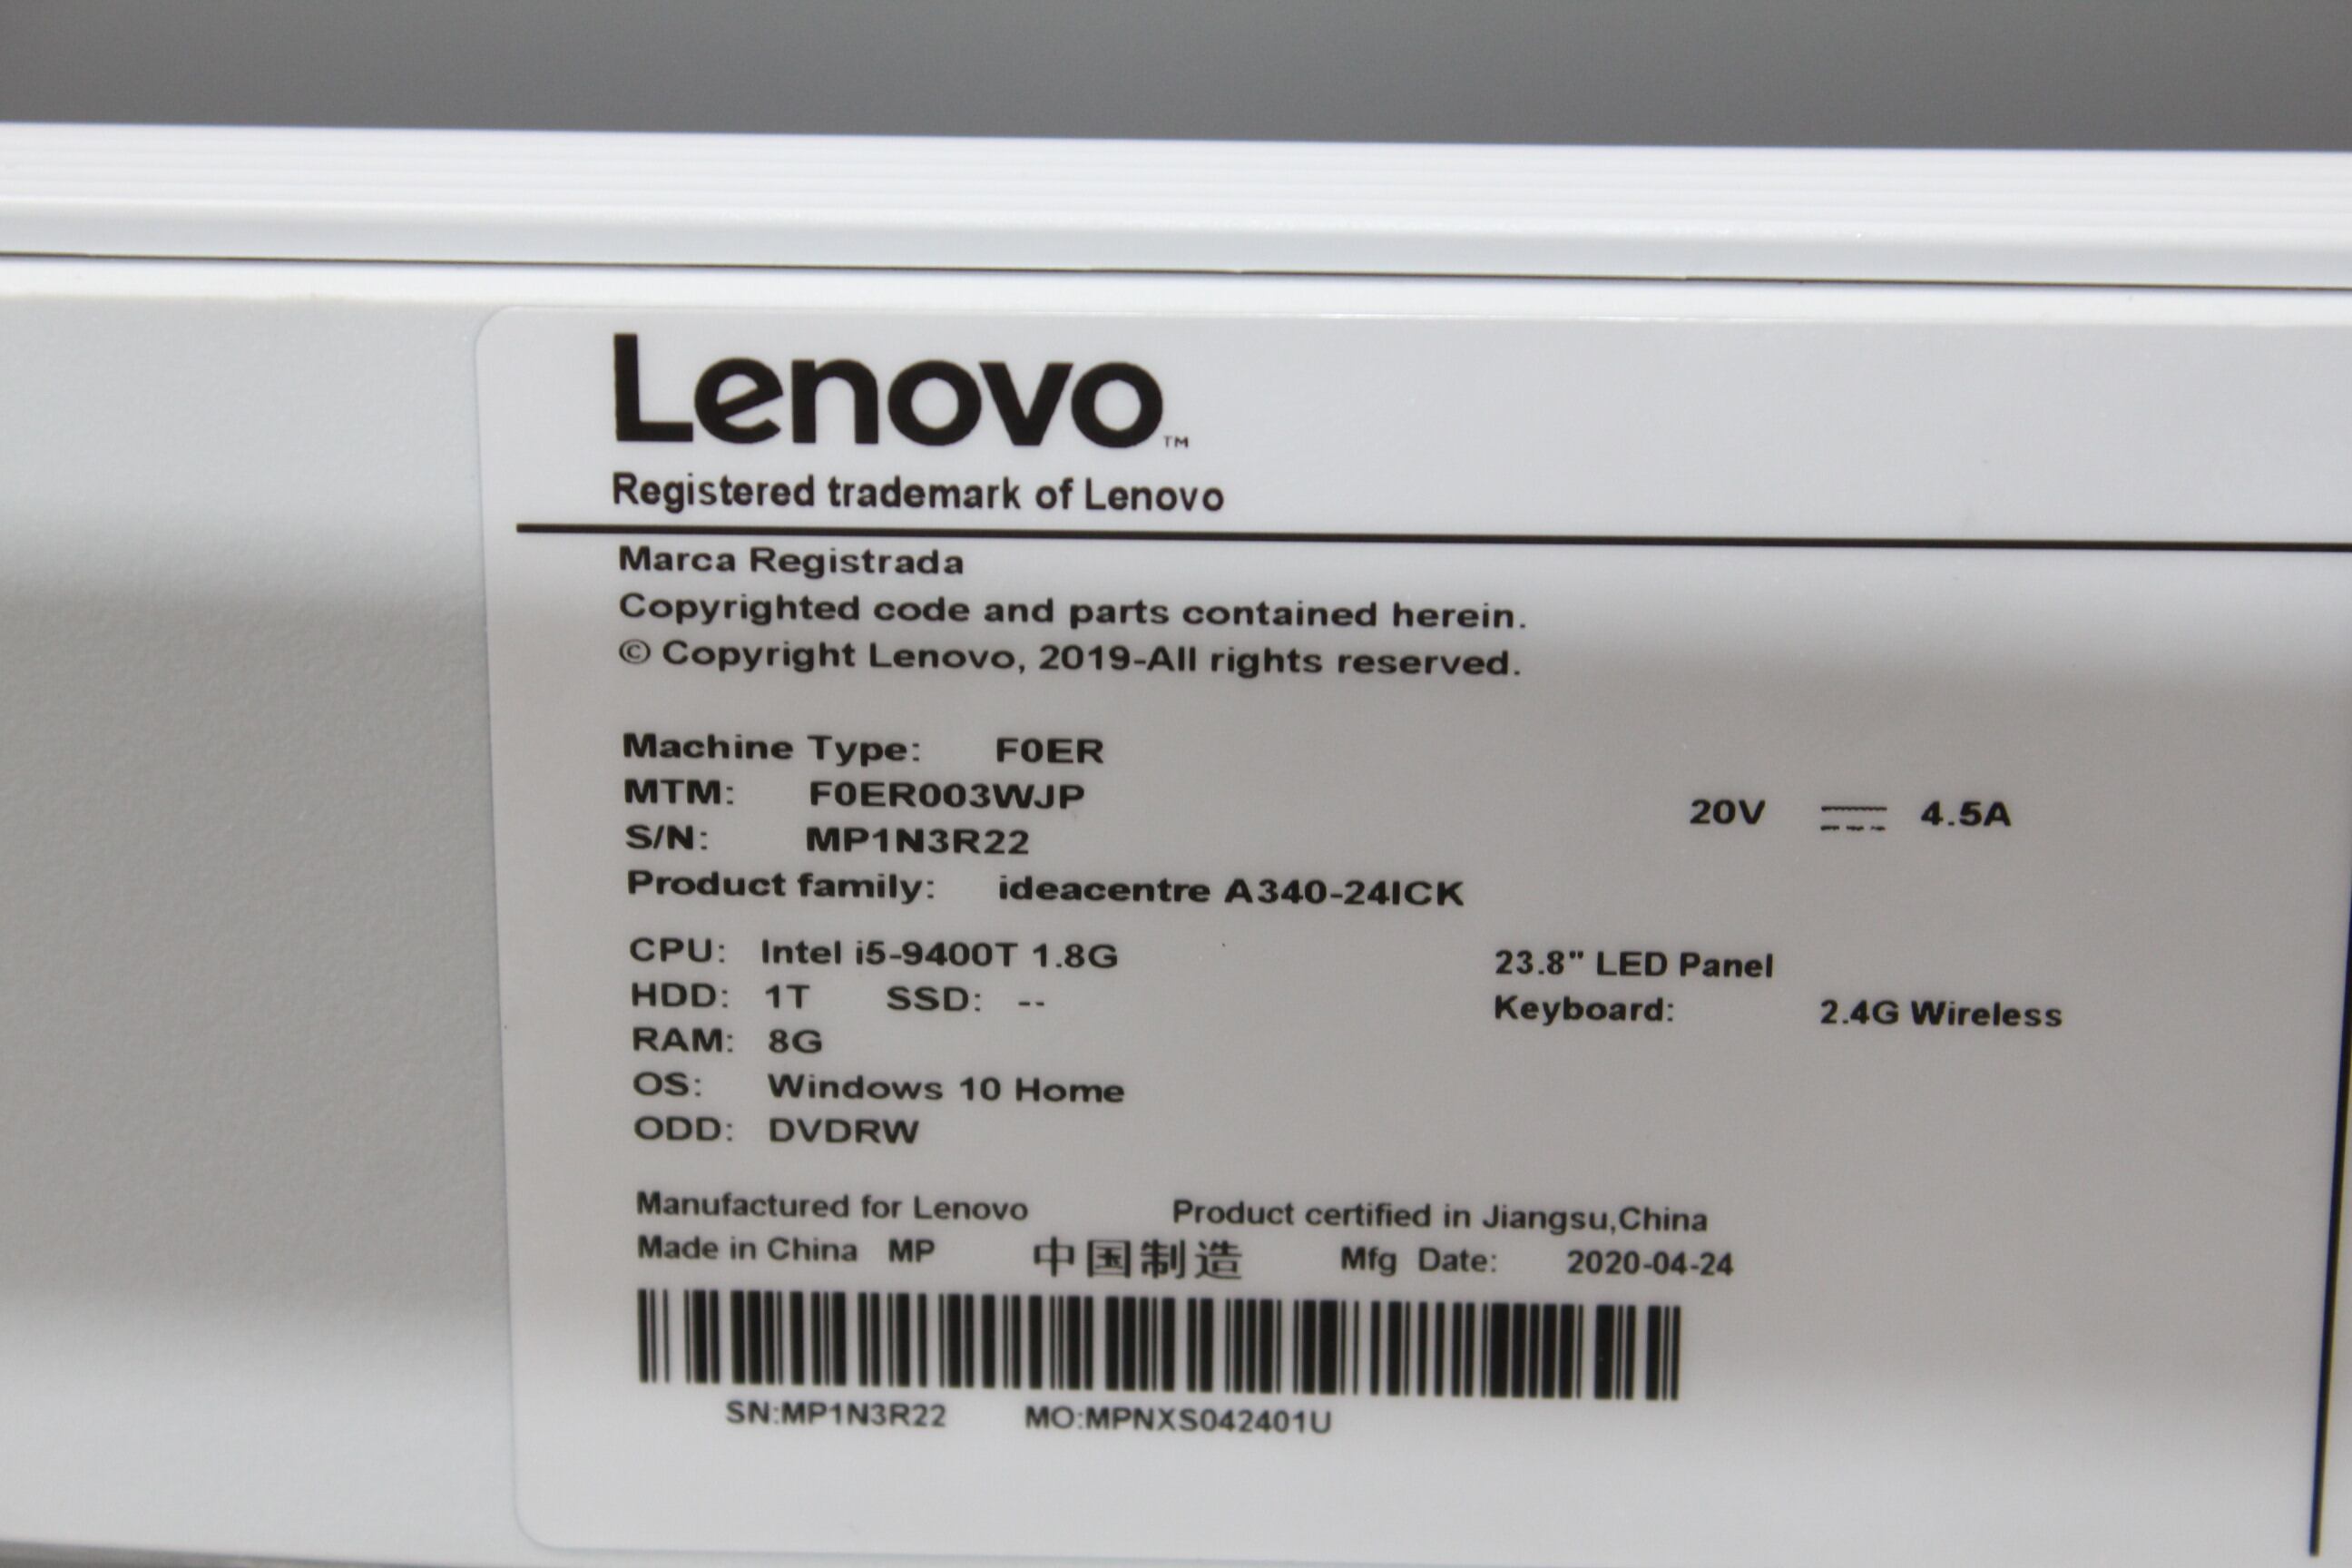 Lenovo™
Registered trademark of Lenovo
Marca Registrada
Copyrighted code and parts contained herein.
© Copyright Lenovo, 2019-All rights reserved.
Machine Type: F0ER
MTM: F0ER003WJP
20V ⎓ 4.5A
S/N: MP1N3R22
Product family: ideacentre A340-24ICK
CPU: Intel i5-9400T 1.8G
23.8" LED Panel
HDD: 1T SSD: --
Keyboard: 2.4G Wireless
RAM: 8G
OS: Windows 10 Home
ODD: DVDRW
Manufactured for Lenovo Product certified in Jiangsu,China
Made in China MP 中国制造 Mfg Date: 2020-04-24
SN:MP1N3R22 MO:MPNXS042401U